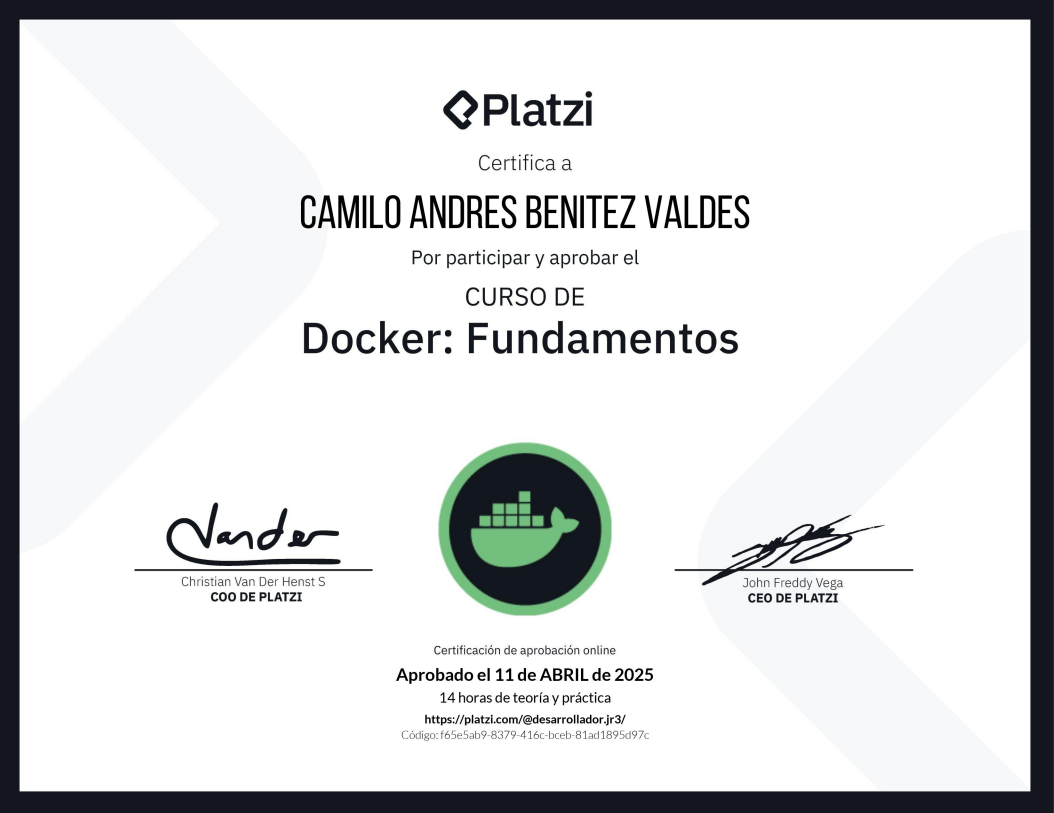 Platzi
Certifica a
CAMILO ANDRES BENITEZ VALDES
Por participar y aprobar el
CURSO DE
Docker: Fundamentos
Vander
Christian Van Der Henst S
COO DE PLATZI
John Freddy Vega
CEO DE PLATZI
Certificación de aprobación online
Aprobado el 11 de ABRIL de 2025
14 horas de teoría y práctica
https://platzi.com/@desarrollador.jr3/
Código: f65e5ab9-8379-416c-bceb-81ad1895d97c